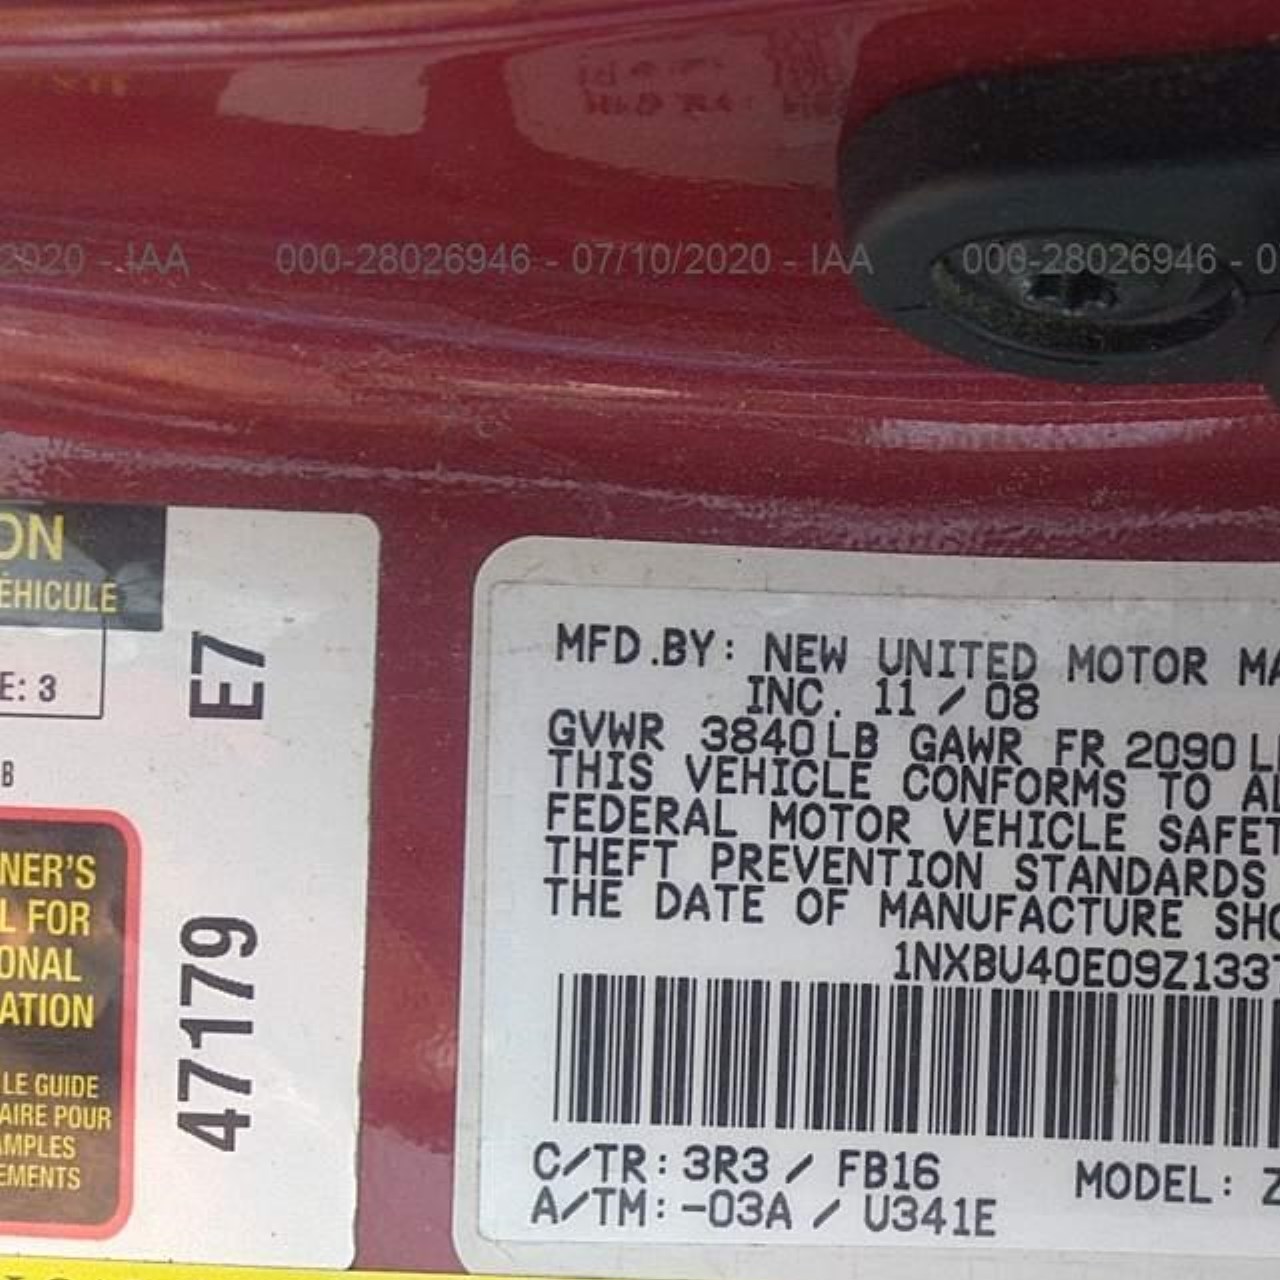 2020 - IAA 000-28026946 - 07/10/2020 - IAA 000-28026946 - 0
ON
ÉHICULE
E: 3
B
E7
47179
NER'S
L FOR
ONAL
ATION
LE GUIDE
AIRE POUR
AMPLES
EMENTS
MFD.BY: NEW UNITED MOTOR MA
INC. 11/08
GVWR 3840LB GAWR FR 2090 L
THIS VEHICLE CONFORMS TO A
FEDERAL MOTOR VEHICLE SAFET
THEFT PREVENTION STANDARDS
THE DATE OF MANUFACTURE SHO
1NXBU40E09Z133
C/TR: 3R3 / FB16 MODEL: Z
A/TM: -03A / U341E